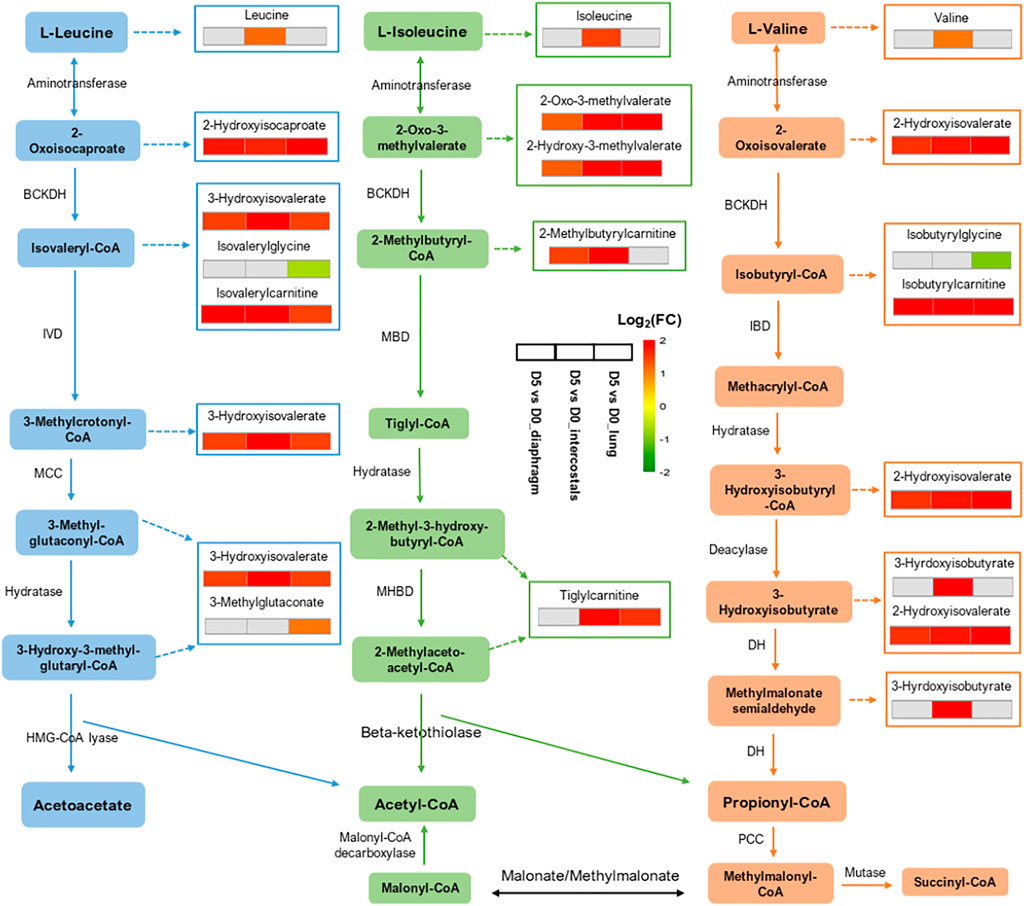 L-Leucine
Leucine
Aminotransferase
2-
Oxoisocaproate
2-Hydroxyisocaproate
BCKDH
Isovaleryl-CoA
3-Hydroxyisovalerate
Isovalerylglycine
Isovalerylcarnitine
IVD
3-Methylcrotonyl-
CoA
3-Hydroxyisovalerate
MCC
3-Methyl-
glutaconyl-CoA
3-Hydroxyisovalerate
3-Methylglutaconate
Hydratase
3-Hydroxy-3-methyl-
glutaryl-CoA
HMG-CoA lyase
Acetoacetate
L-Isoleucine
Isoleucine
Aminotransferase
2-Oxo-3-
methylvalerate
2-Oxo-3-methylvalerate
2-Hydroxy-3-methylvalerate
BCKDH
2-Methylbutyryl-
CoA
2-Methylbutyrylcarnitine
MBD
Tiglyl-CoA
Hydratase
2-Methyl-3-hydroxy-
butyryl-CoA
MHBD
Tiglylcarnitine
2-Methylaceto-
acetyl-CoA
Beta-ketothiolase
Acetyl-CoA
Malonyl-CoA
decarboxylase
Malonyl-CoA
Malonate/Methylmalonate
Log2(FC)
2
1
0
-1
-2
D5 vs D0_diaphragm
D5 vs D0_intercostals
D5 vs D0_lung
L-Valine
Valine
Aminotransferase
2-
Oxoisovalerate
2-Hydroxyisovalerate
BCKDH
Isobutyryl-CoA
Isobutyrylglycine
Isobutyrylcarnitine
IBD
Methacrylyl-CoA
Hydratase
3-
Hydroxyisobutyryl
-CoA
2-Hydroxyisovalerate
Deacylase
3-
Hydroxyisobutyrate
3-Hyrdoxyisobutyrate
2-Hydroxyisovalerate
DH
Methylmalonate
semialdehyde
3-Hyrdoxyisobutyrate
DH
Propionyl-CoA
PCC
Methylmalonyl-
CoA
Mutase
Succinyl-CoA